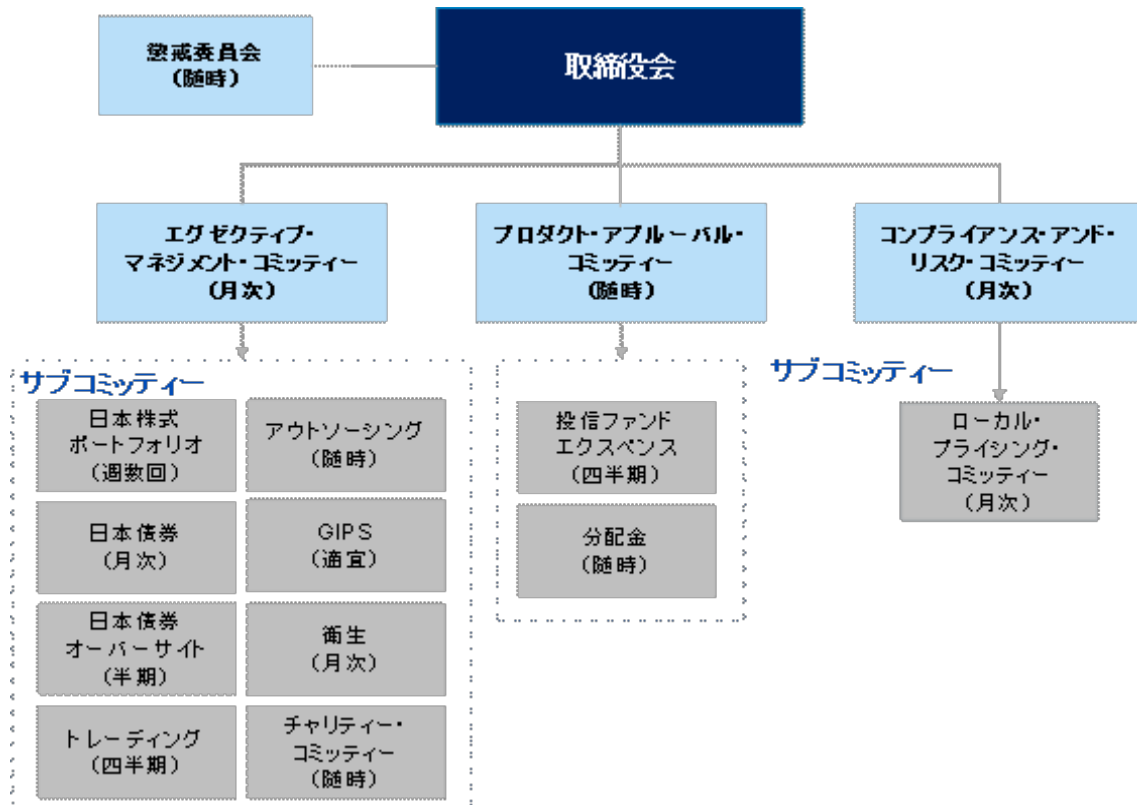 懲戒委員会
(随時)
取締役会
エグゼクティブ・
マネジメント・コミッティー
(月次)
プロダクト・アプルーバル・
コミッティー
(随時)
コンプライアンス・アンド・
リスク・コミッティー
(月次)
サブコミッティー
日本株式
ポートフォリオ
(週数回)
アウトソーシング
(随時)
日本債券
(月次)
GIPS
(適宜)
日本債券
オーバーサイト
(半期)
衛生
(月次)
トレーディング
(四半期)
チャリティー・
コミッティー
(随時)
投信ファンド
エクスペンス
(四半期)
分配金
(随時)
サブコミッティー
ローカル・
プライシング・
コミッティー
(月次)